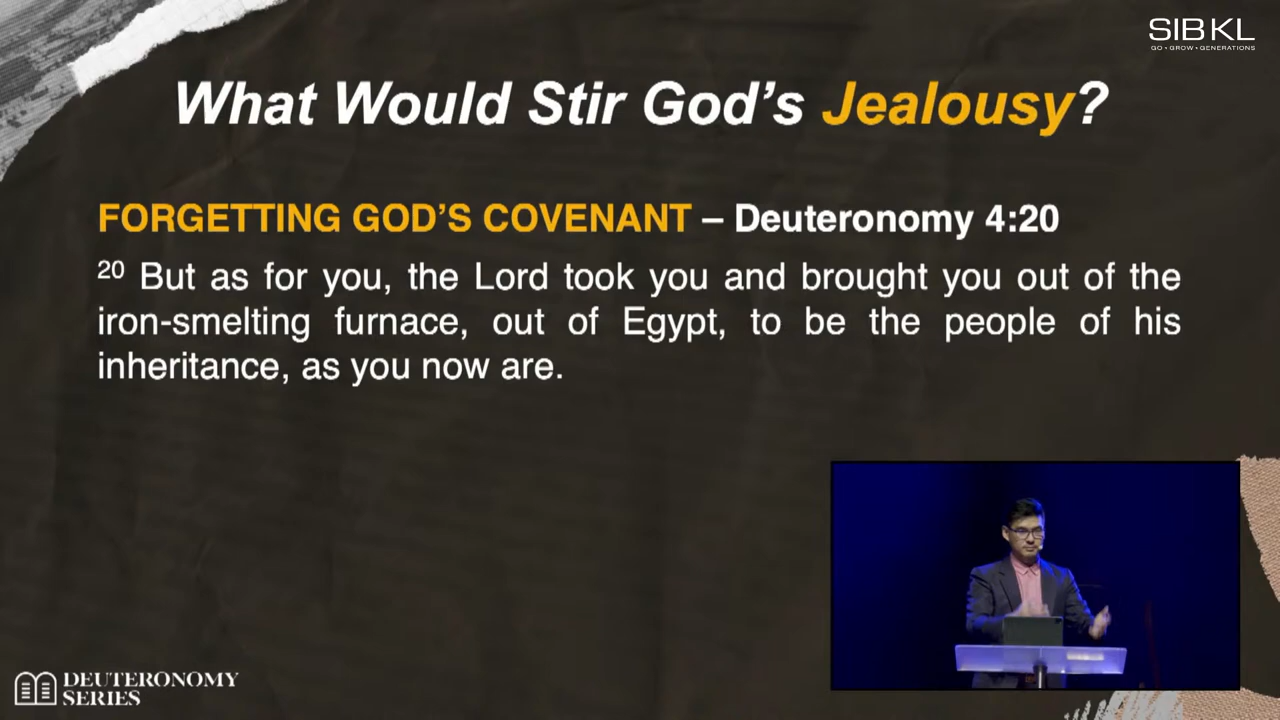 SIBKL
GO • GROW • GENERATIONS
What Would Stir God’s Jealousy?
FORGETTING GOD’S COVENANT – Deuteronomy 4:20
20 But as for you, the Lord took you and brought you out of the
iron-smelting furnace, out of Egypt, to be the people of his
inheritance, as you now are.
DEUTERONOMY
SERIES